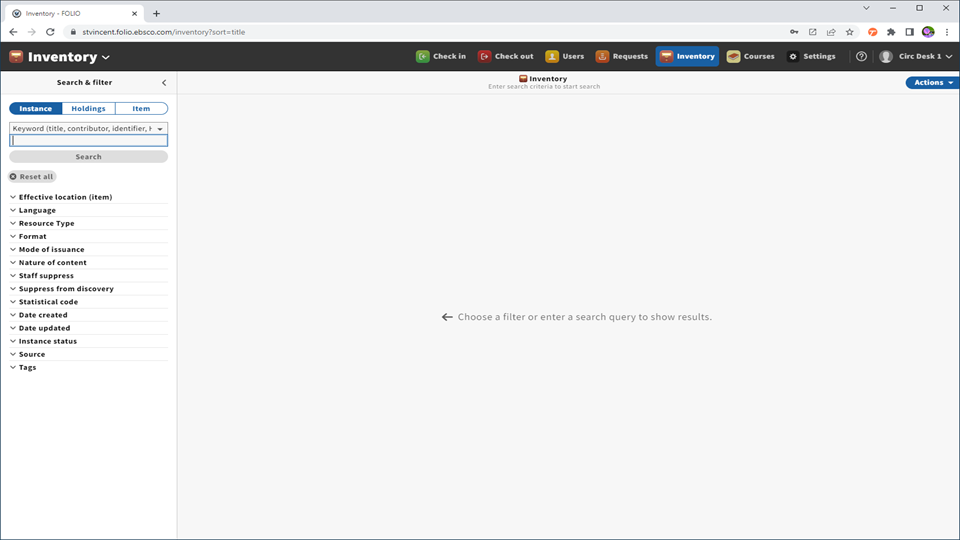 Inventory - FOLIO
stvincent.folio.ebsco.com/inventory?sort=title
Inventory
Check in
Check out
Users
Requests
Inventory
Courses
Settings
Circ Desk 1
Search & filter
Inventory
Enter search criteria to start search
Actions
Instance
Holdings
Item
Keyword (title, contributor, identifier, H
Search
Reset all
Effective location (item)
Language
Resource Type
Format
Mode of issuance
Nature of content
Staff suppress
Suppress from discovery
Statistical code
Date created
Date updated
Instance status
Source
Tags
Choose a filter or enter a search query to show results.